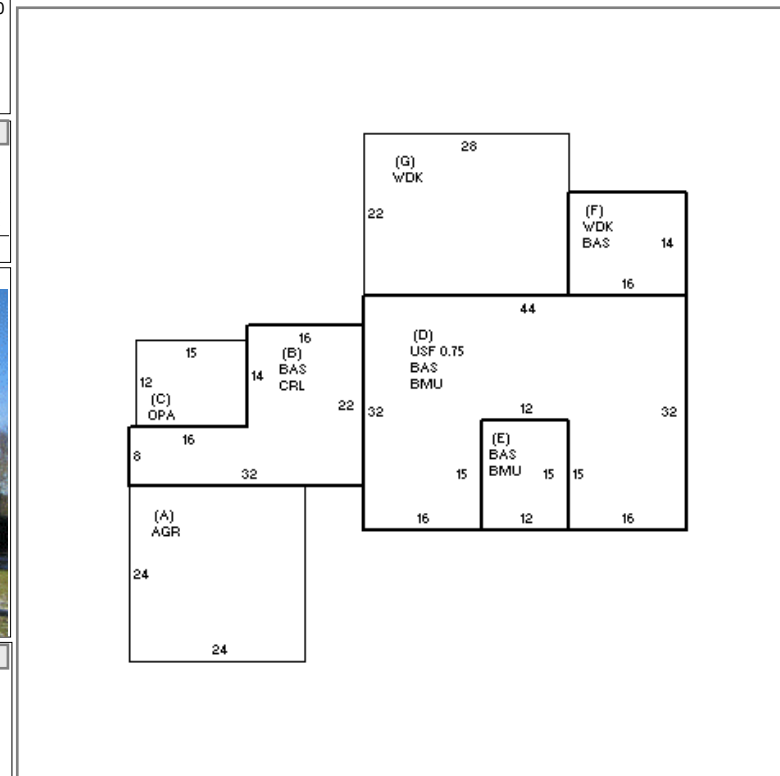 28
(G)
WDK
22
(F)
WDK
BAS
14
16
44
16
(B)
BAS
CRL
14
22
15
12
(C)
OPA
(D)
USF 0.75
BAS
BMU
32
32
12
(E)
BAS
BMU
15
15
15
16
12
16
16
8
32
(A)
AGR
24
24